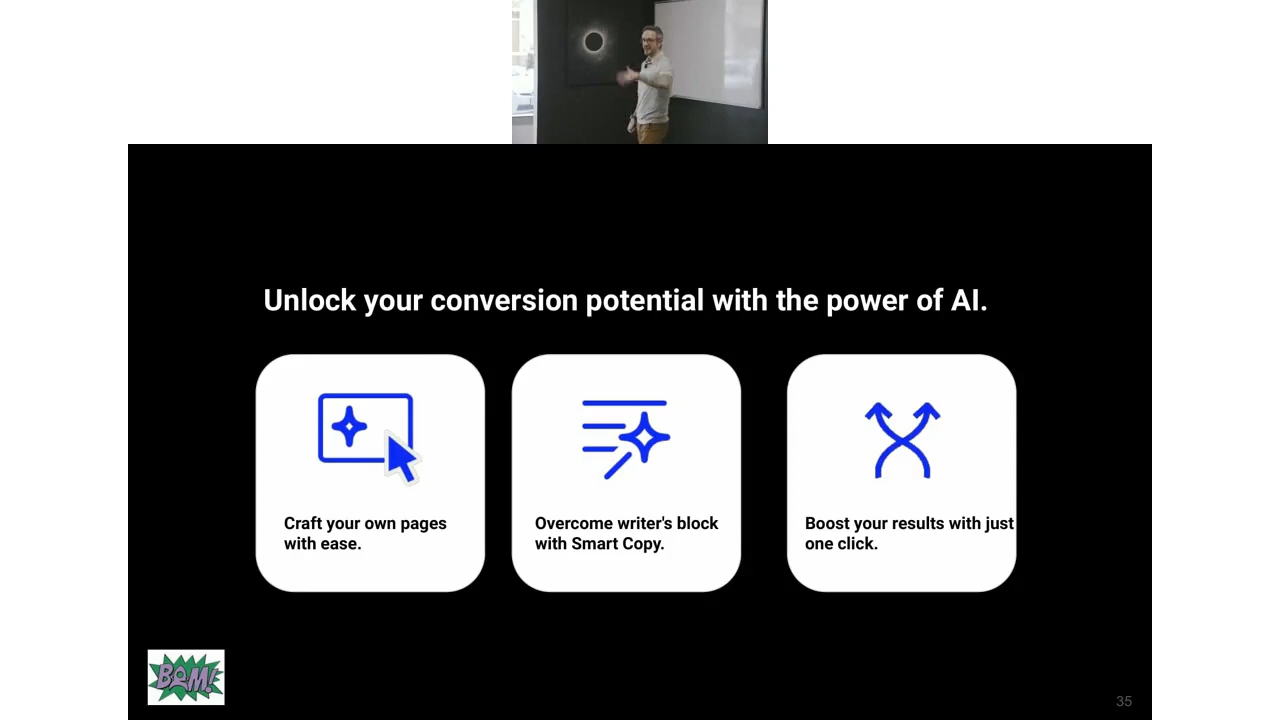 Unlock your conversion potential with the power of AI.
Craft your own pages
with ease.
Overcome writer's block
with Smart Copy.
Boost your results with just
one click.
BAM!
35